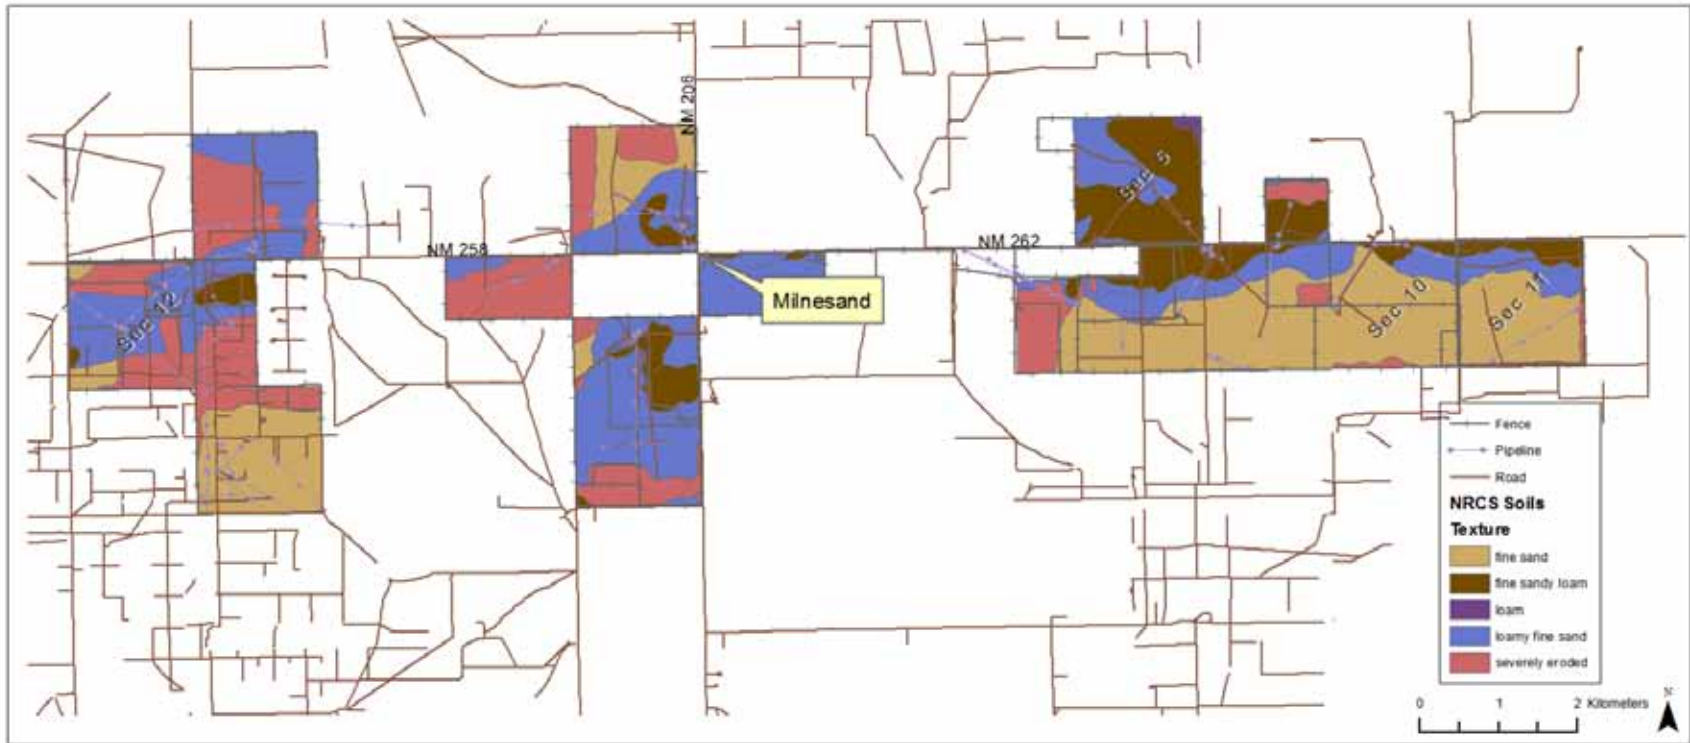 NM 206
Sec 5
NM 258
NM 262
Milnesand
Sec 12
Sec 10
Sec 11
Fence
Pipeline
Road
NRCS Soils
Texture
fine sand
fine sandy loam
loam
loamy fine sand
severely eroded
N
0 1 2 Kilometers